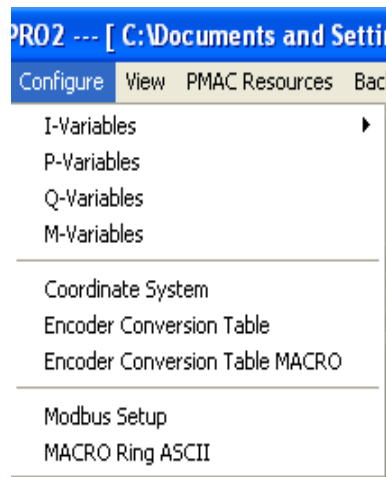 PRO2 --- [ C:\Documents and Setti
Configure View PMAC Resources Bac
I-Variables
P-Variables
Q-Variables
M-Variables
Coordinate System
Encoder Conversion Table
Encoder Conversion Table MACRO
Modbus Setup
MACRO Ring ASCII